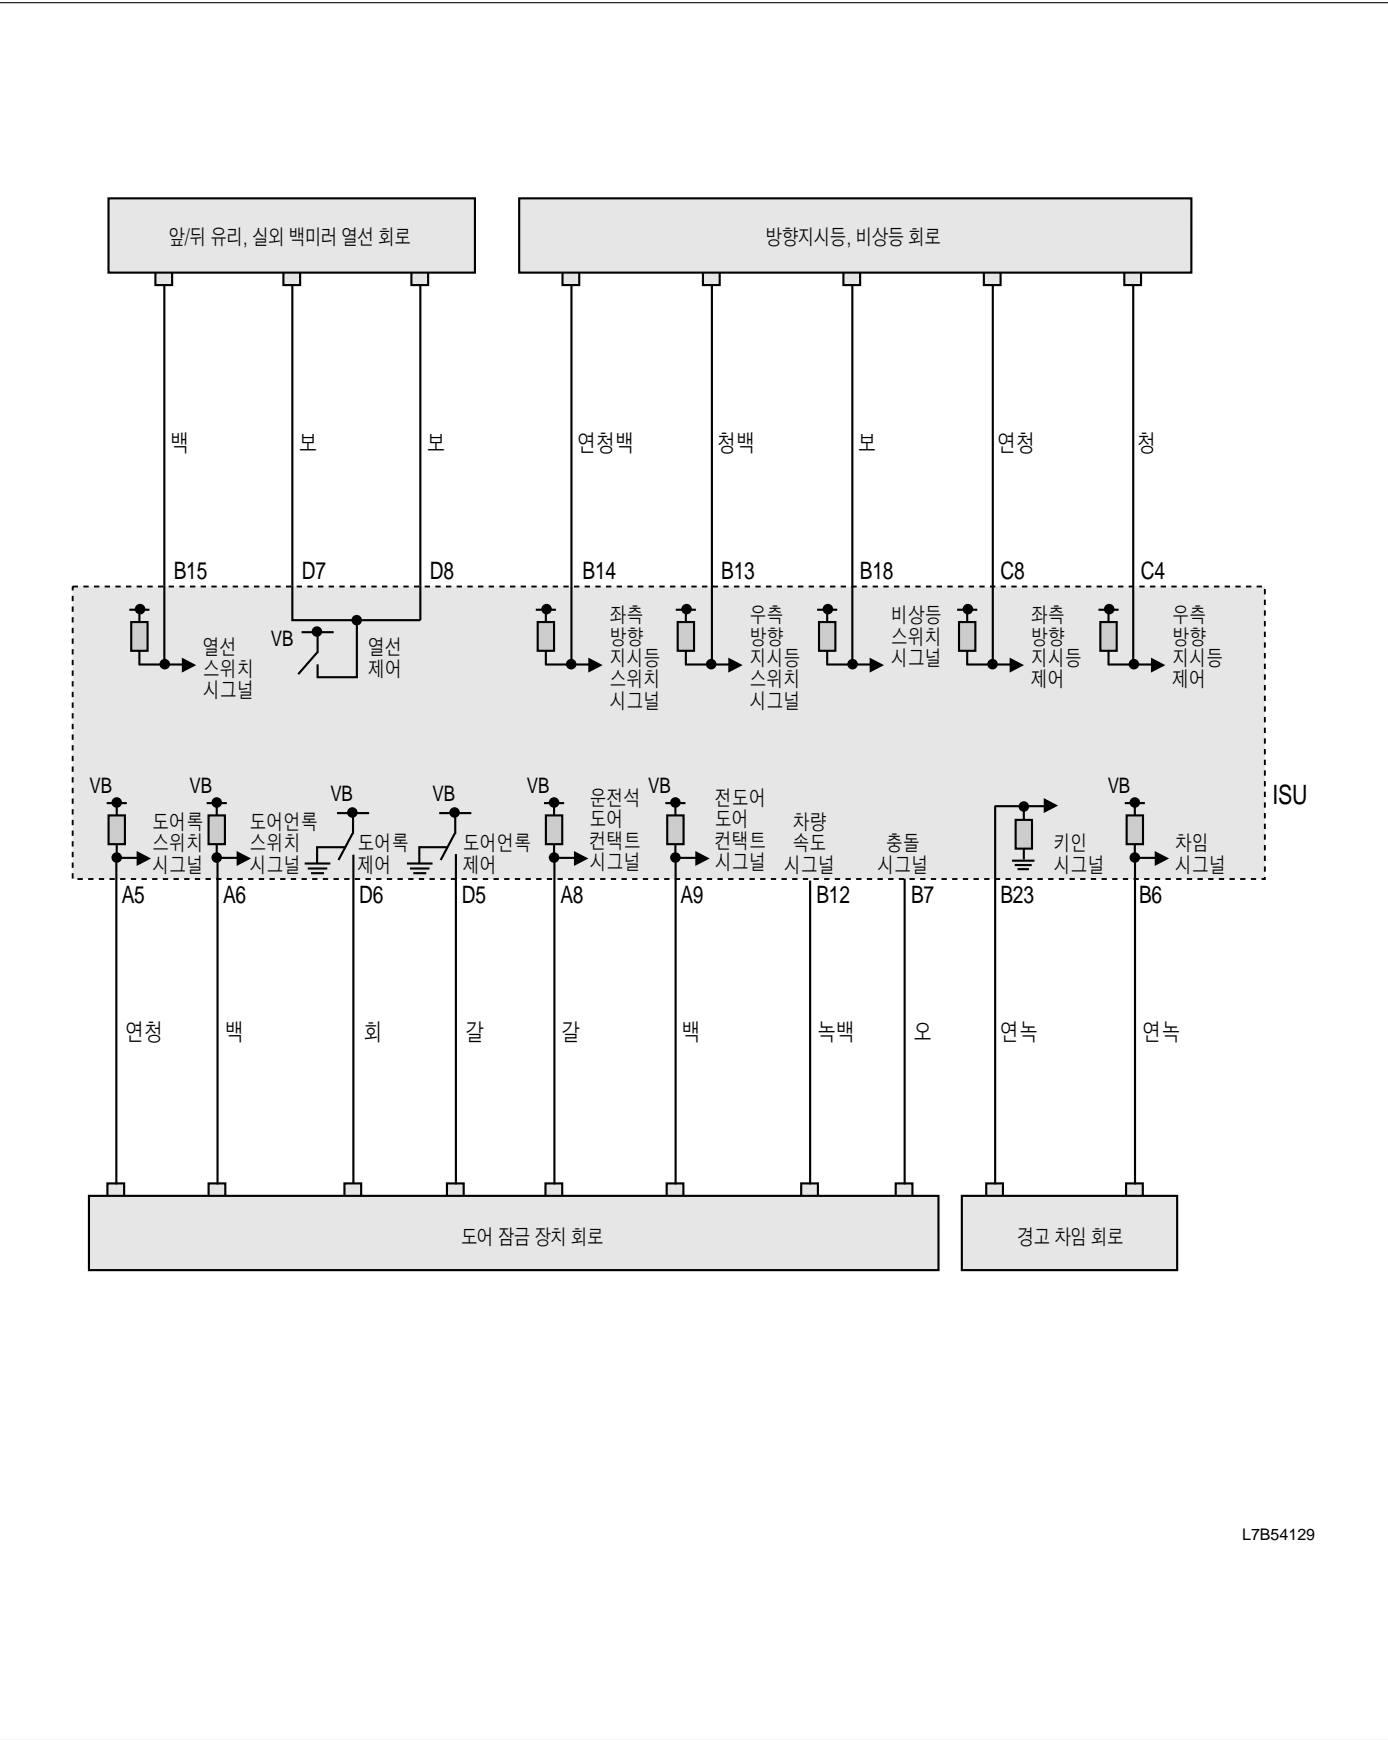 앞/뒤 유리, 실외 백미러 열선 회로
방향지시등, 비상등 회로
백
보
보
연청백
청백
보
연청
청
B15
D7
D8
B14
B13
B18
C8
C4
열선
스위치
시그널
VB
열선
제어
좌측
방향
지시등
스위치
시그널
우측
방향
지시등
스위치
시그널
비상등
스위치
시그널
좌측
방향
지시등
제어
우측
방향
지시등
제어
ISU
VB
도어록
스위치
시그널
VB
도어언록
스위치
시그널
VB
도어록
제어
VB
도어언록
제어
VB
운전석
도어
컨택트
시그널
VB
전도어
도어
컨택트
시그널
차량
속도
시그널
충돌
시그널
키인
시그널
VB
차임
시그널
A5
A6
D6
D5
A8
A9
B12
B7
B23
B6
연청
백
회
갈
갈
백
녹백
오
연녹
연녹
도어 잠금 장치 회로
경고 차임 회로
L7B54129